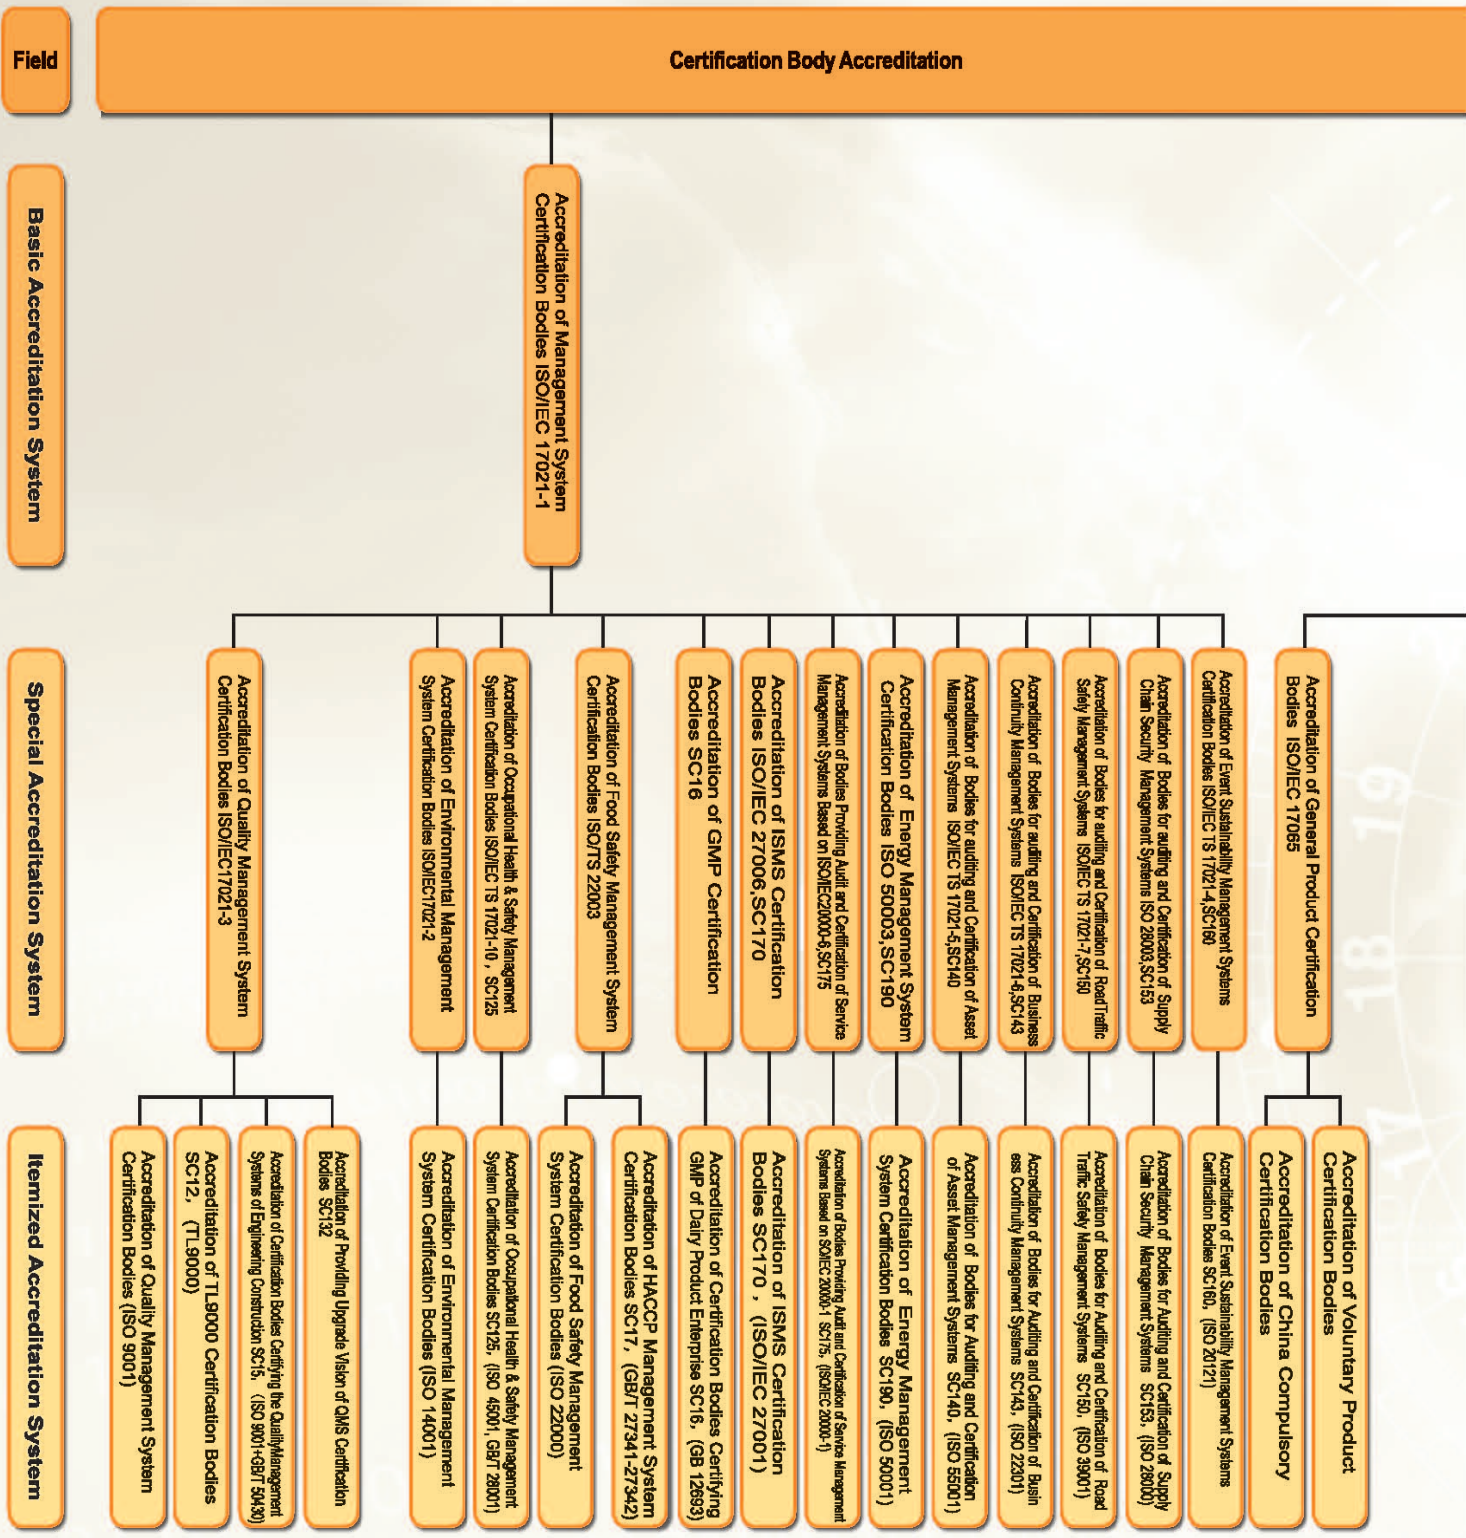 Field
Certification Body Accreditation
Basic Accreditation System
Accreditation of Management System
Certification Bodies ISO/IEC 17021-1
Special Accreditation System
Accreditation of Quality Management System
Certification Bodies ISO/IEC17021-3
Accreditation of Environmental Management
System Certification Bodies ISO/IEC17021-2
Accreditation of Occupational Health & Safety Management
System Certification Bodies ISO/IEC TS 17021-10 , SC125
Accreditation of Food Safety Management System
Certification Bodies ISO/TS 22003
Accreditation of GMP Certification
Bodies SC16
Accreditation of ISMS Certification
Bodies ISO/IEC 27006,SC170
Accreditation of Bodies Providing Audit and Certification of Service
Management Systems Based on ISO/IEC20000-6,SC175
Accreditation of Energy Management System
Certification Bodies ISO 50003,SC190
Accreditation of Bodies for auditing and Certification of Asset
Management Systems ISO/IEC TS 17021-5,SC140
Accreditation of Bodies for auditing and Certification of Business
Continuity Management Systems ISO/IEC TS 17021-6,SC143
Accreditation of Bodies for auditing and Certification of RoadTraffic
Safety Management Systems ISO/IEC TS 17021-7,SC150
Accreditation of Bodies for auditing and Certification of Supply
Chain Security Management Systems ISO 28003,SC153
Accreditation of Event Sustainability Management Systems
Certification Bodies ISO/IEC TS 17021-4,SC160
Accreditation of General Product Certification
Bodies ISO/IEC 17065
Itemized Accreditation System
Accreditation of Quality Management System
Certification Bodies (ISO 9001)
Accreditation of TL9000 Certification Bodies
SC12, (TL9000)
Accreditation of Certification Bodies Certifying the QualityManagement
Systems of Engineering Construction SC15, (ISO 9001+GB/T 50430)
Accreditation of Providing Upgrade Vision of QMS Certification
Bodies SC132
Accreditation of Environmental Management
System Certification Bodies (ISO 14001)
Accreditation of Occupational Health & Safety Management
System Certification Bodies SC125, (ISO 45001, GB/T 28001)
Accreditation of Food Safety Management
System Certification Bodies (ISO 22000)
Accreditation of HACCP Management System
Certification Bodies SC17, (GB/T 27341-27342)
Accreditation of Certification Bodies Certifying
GMP of Dairy Product Enterprise SC16, (GB 12693)
Accreditation of ISMS Certification
Bodies SC170 , (ISO/IEC 27001)
Accreditation of Bodies Providing Audit and Certification of Service Management
Systems Based on SO/IEC 20000-1 SC175, (ISO/IEC 20000-1)
Accreditation of Energy Management
System Certification Bodies SC190, (ISO 50001)
Accreditation of Bodies for Auditing and Certification
of Asset Management Systems SC140, (ISO 55001)
Accreditation of Bodies for Auditing and Certification of Busin
ess Continuity Management Systems SC143, (ISO 22301)
Accreditation of Bodies for Auditing and Certification of Road
Traffic Safety Management Systems SC150, (ISO 39001)
Accreditation of Bodies for Auditing and Certification of Supply
Chain Security Management Systems SC153, (ISO 28000)
Accreditation of Event Sustainability Management Systems
Certification Bodies SC160, (ISO 20121)
Accreditation of China Compulsory
Certification Bodies
Accreditation of Voluntary Product
Certification Bodies
19
18
17